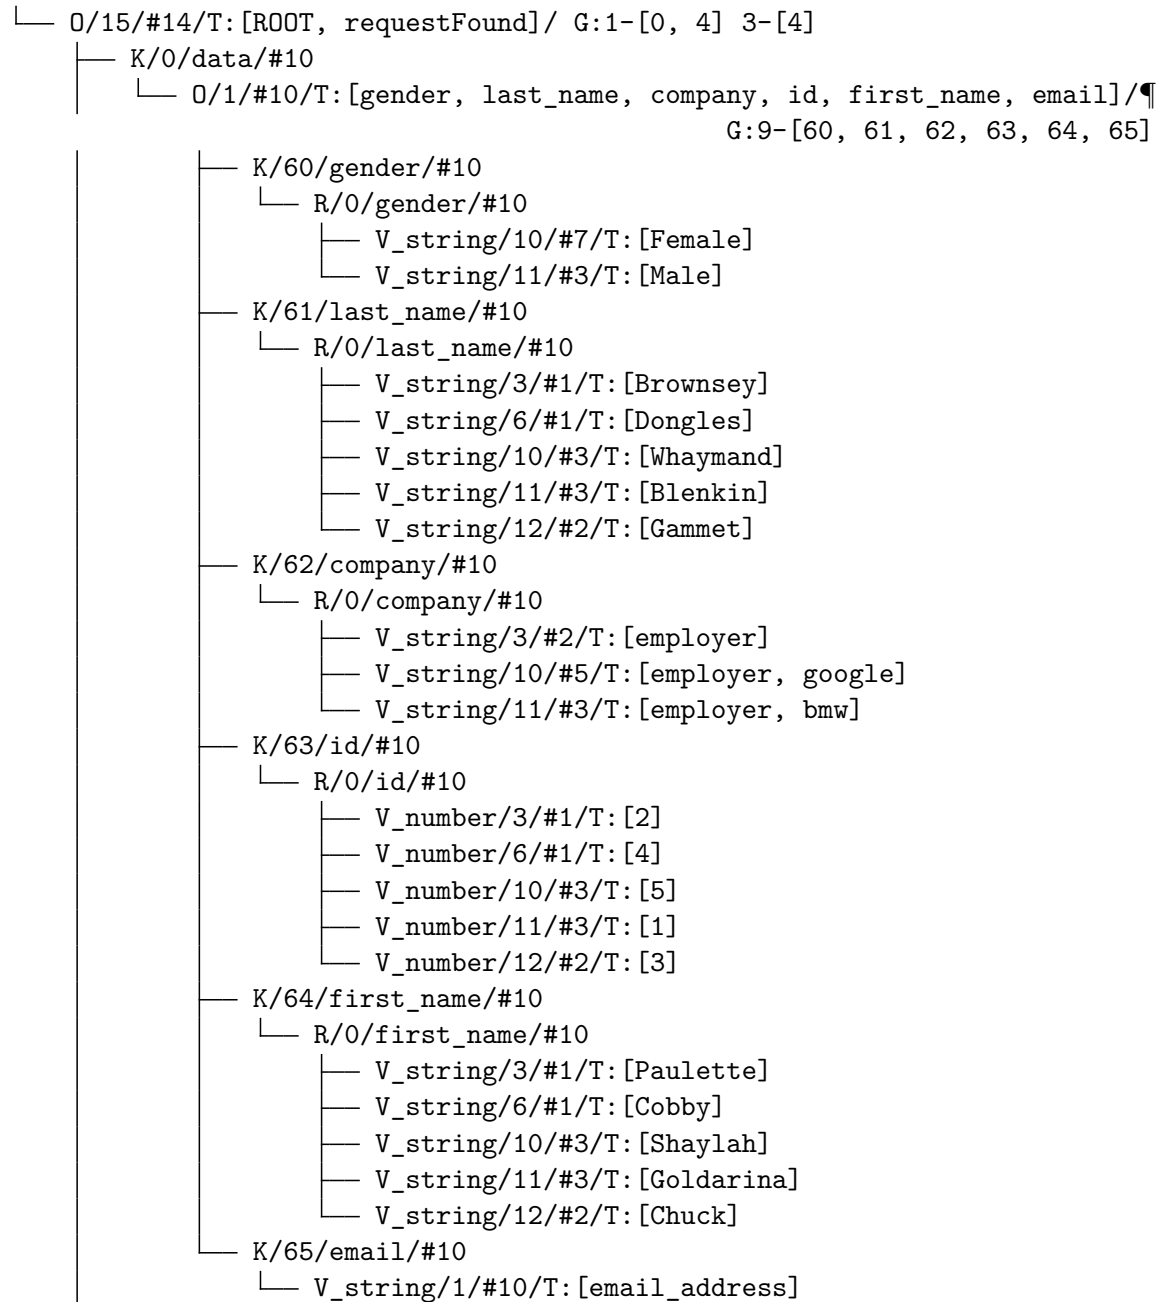 └── O/15/#14/T:[ROOT, requestFound]/ G:1-[0, 4] 3-[4]
    ├── K/0/data/#10
    │   └── O/1/#10/T:[gender, last_name, company, id, first_name, email]/¶
                                              G:9-[60, 61, 62, 63, 64, 65]
    │       ├── K/60/gender/#10
    │       │   └── R/0/gender/#10
    │       │       ├── V_string/10/#7/T:[Female]
    │       │       └── V_string/11/#3/T:[Male]
    │       ├── K/61/last_name/#10
    │       │   └── R/0/last_name/#10
    │       │       ├── V_string/3/#1/T:[Brownsey]
    │       │       ├── V_string/6/#1/T:[Dongles]
    │       │       ├── V_string/10/#3/T:[Whaymand]
    │       │       ├── V_string/11/#3/T:[Blenkin]
    │       │       └── V_string/12/#2/T:[Gammet]
    │       ├── K/62/company/#10
    │       │   └── R/0/company/#10
    │       │       ├── V_string/3/#2/T:[employer]
    │       │       ├── V_string/10/#5/T:[employer, google]
    │       │       └── V_string/11/#3/T:[employer, bmw]
    │       ├── K/63/id/#10
    │       │   └── R/0/id/#10
    │       │       ├── V_number/3/#1/T:[2]
    │       │       ├── V_number/6/#1/T:[4]
    │       │       ├── V_number/10/#3/T:[5]
    │       │       ├── V_number/11/#3/T:[1]
    │       │       └── V_number/12/#2/T:[3]
    │       ├── K/64/first_name/#10
    │       │   └── R/0/first_name/#10
    │       │       ├── V_string/3/#1/T:[Paulette]
    │       │       ├── V_string/6/#1/T:[Cobby]
    │       │       ├── V_string/10/#3/T:[Shaylah]
    │       │       ├── V_string/11/#3/T:[Goldarina]
    │       │       └── V_string/12/#2/T:[Chuck]
    │       └── K/65/email/#10
    │           └── V_string/1/#10/T:[email_address]